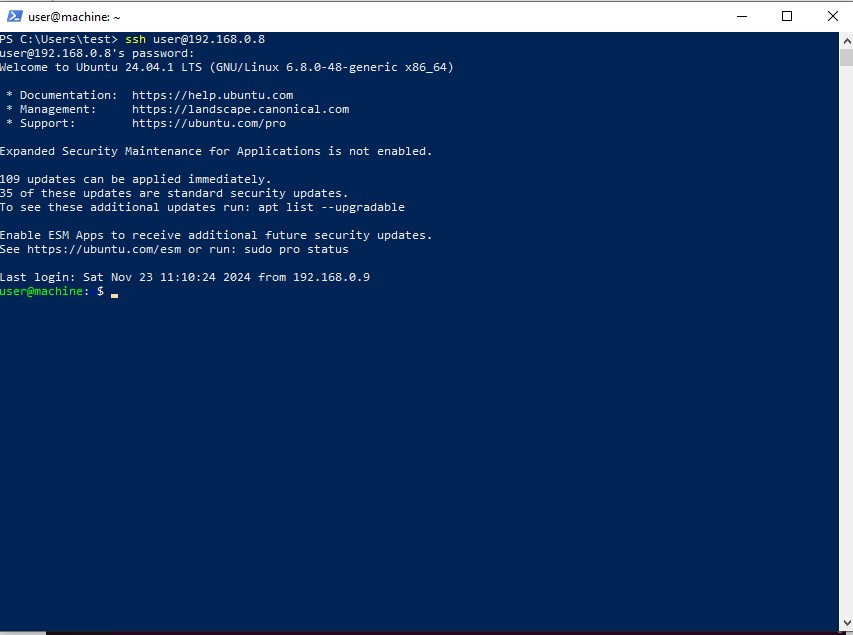 user@machine: ~
PS C:\Users\test> ssh user@192.168.0.8
user@192.168.0.8's password:
Welcome to Ubuntu 24.04.1 LTS (GNU/Linux 6.8.0-48-generic x86_64)
* Documentation: https://help.ubuntu.com
* Management: https://landscape.canonical.com
* Support: https://ubuntu.com/pro
Expanded Security Maintenance for Applications is not enabled.
109 updates can be applied immediately.
35 of these updates are standard security updates.
To see these additional updates run: apt list --upgradable
Enable ESM Apps to receive additional future security updates.
See https://ubuntu.com/esm or run: sudo pro status
Last login: Sat Nov 23 11:10:24 2024 from 192.168.0.9
user@machine: $